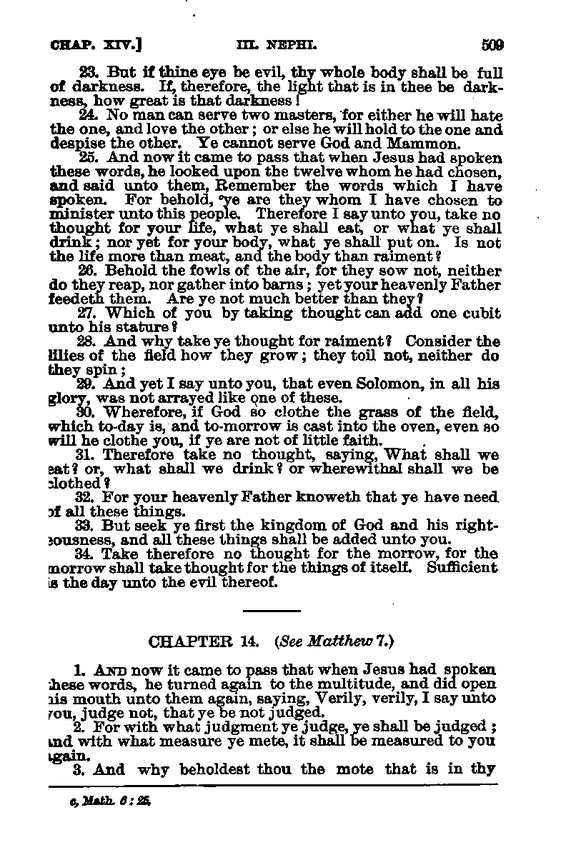 CHAP. XIV.] III. NEPHI. 509
23. But if thine eye be evil, thy whole body shall be full
of darkness. If, therefore, the light that is in thee be dark-
ness, how great is that darkness!
24. No man can serve two masters, for either he will hate
the one, and love the other; or else he will hold to the one and
despise the other. Ye cannot serve God and Mammon.
25. And now it came to pass that when Jesus had spoken
these words, he looked upon the twelve whom he had chosen,
and said unto them, Remember the words which I have
spoken. For behold, ᶜye are they whom I have chosen to
minister unto this people. Therefore I say unto you, take no
thought for your life, what ye shall eat, or what ye shall
drink; nor yet for your body, what ye shall put on. Is not
the life more than meat, and the body than raiment?
26. Behold the fowls of the air, for they sow not, neither
do they reap, nor gather into barns; yet your heavenly Father
feedeth them. Are ye not much better than they?
27. Which of you by taking thought can add one cubit
unto his stature?
28. And why take ye thought for raiment? Consider the
lilies of the field how they grow; they toil not, neither do
they spin;
29. And yet I say unto you, that even Solomon, in all his
glory, was not arrayed like one of these.
30. Wherefore, if God so clothe the grass of the field,
which to-day is, and to-morrow is cast into the oven, even so
will he clothe you, if ye are not of little faith.
31. Therefore take no thought, saying, What shall we
eat? or, what shall we drink? or wherewithal shall we be
clothed?
32. For your heavenly Father knoweth that ye have need
of all these things.
33. But seek ye first the kingdom of God and his right-
eousness, and all these things shall be added unto you.
34. Take therefore no thought for the morrow, for the
morrow shall take thought for the things of itself. Sufficient
is the day unto the evil thereof.
CHAPTER 14. (See Matthew 7.)
1. AND now it came to pass that when Jesus had spoken
these words, he turned again to the multitude, and did open
his mouth unto them again, saying, Verily, verily, I say unto
you, judge not, that ye be not judged.
2. For with what judgment ye judge, ye shall be judged;
and with what measure ye mete, it shall be measured to you
again.
3. And why beholdest thou the mote that is in thy
c, Math. 6: 25.